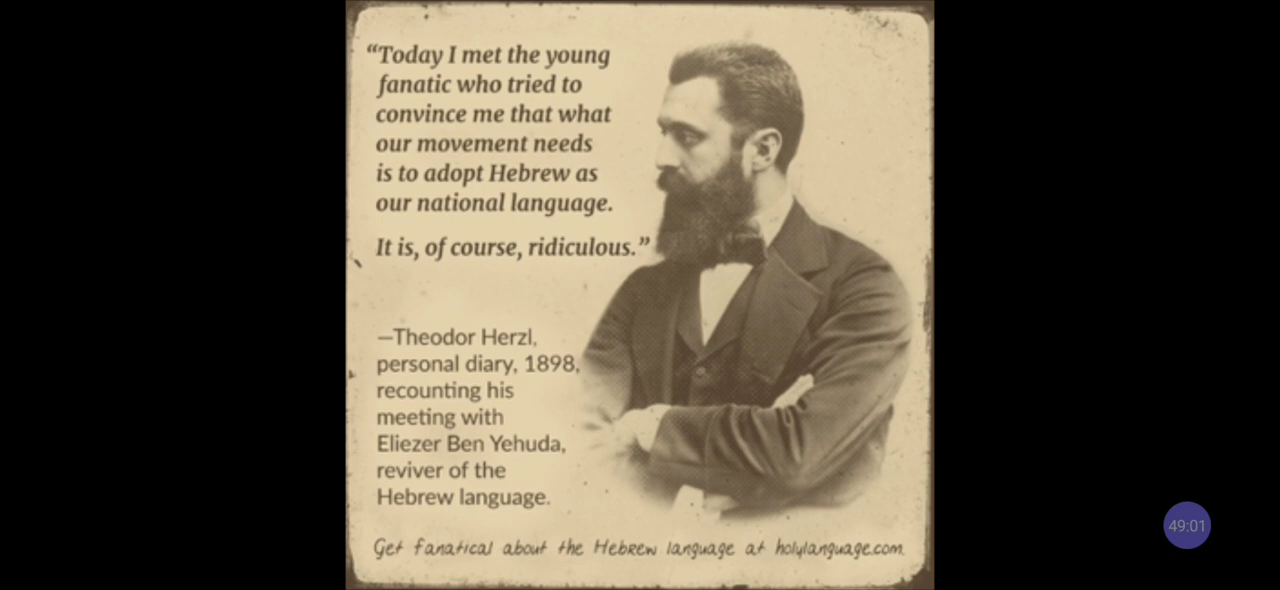 “Today I met the young
fanatic who tried to
convince me that what
our movement needs
is to adopt Hebrew as
our national language.
It is, of course, ridiculous.”
—Theodor Herzl,
personal diary, 1898,
recounting his
meeting with
Eliezer Ben Yehuda,
reviver of the
Hebrew language.
Get fanatical about the Hebrew language at holylanguage.com.
49:01